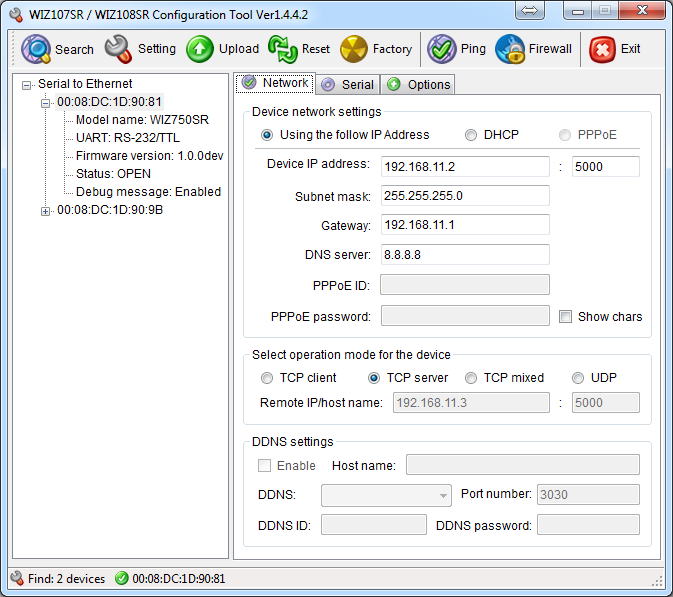 WIZ107SR / WIZ108SR Configuration Tool Ver1.4.4.2
Search Setting Upload Reset Factory Ping Firewall Exit
Serial to Ethernet
00:08:DC:1D:90:81
Model name: WIZ750SR
UART: RS-232/TTL
Firmware version: 1.0.0dev
Status: OPEN
Debug message: Enabled
00:08:DC:1D:90:9B
Network Serial Options
Device network settings
Using the follow IP Address DHCP PPPoE
Device IP address: 192.168.11.2 : 5000
Subnet mask: 255.255.255.0
Gateway: 192.168.11.1
DNS server: 8.8.8.8
PPPoE ID:
PPPoE password: Show chars
Select operation mode for the device
TCP client TCP server TCP mixed UDP
Remote IP/host name: 192.168.11.3 : 5000
DDNS settings
Enable Host name:
DDNS: Port number: 3030
DDNS ID: DDNS password:
Find: 2 devices 00:08:DC:1D:90:81